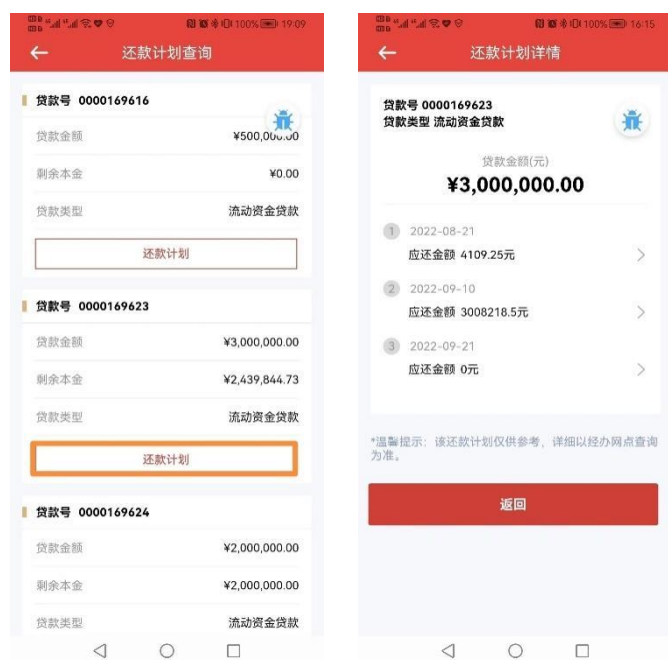 100% 19:09
还款计划查询
贷款号 0000169616
贷款金额 ¥500,000.00
剩余本金 ¥0.00
贷款类型 流动资金贷款
还款计划
贷款号 0000169623
贷款金额 ¥3,000,000.00
剩余本金 ¥2,439,844.73
贷款类型 流动资金贷款
还款计划
贷款号 0000169624
贷款金额 ¥2,000,000.00
剩余本金 ¥2,000,000.00
贷款类型 流动资金贷款
100% 16:15
还款计划详情
贷款号 0000169623
贷款类型 流动资金贷款
贷款金额(元)
¥3,000,000.00
1 2022-08-21
应还金额 4109.25元
2 2022-09-10
应还金额 3008218.5元
3 2022-09-21
应还金额 0元
*温馨提示：该还款计划仅供参考，详细以经办网点查询
为准。
返回